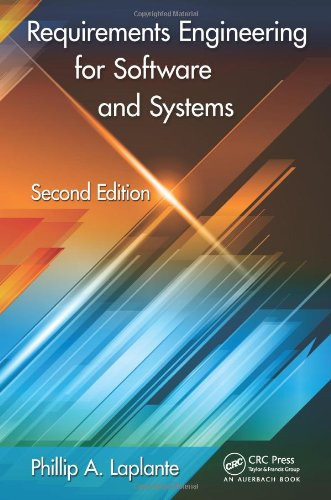 Requirements Engineering
for Software
and Systems
Second Edition
Phillip A. Laplante
CRC
CRC Press
Taylor & Francis Group
AN AUERBACH BOOK